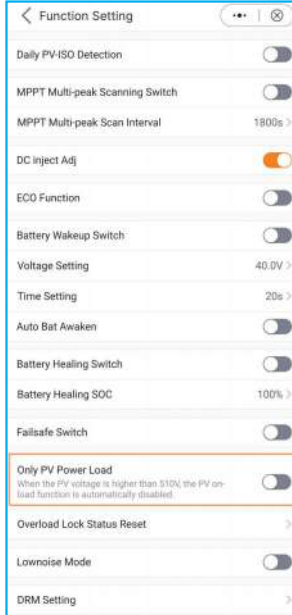 Function Setting
Daily PV-ISO Detection
MPPT Multi-peak Scanning Switch
MPPT Multi-peak Scan Interval 1800s
DC inject Adj
ECO Function
Battery Wakeup Switch
Voltage Setting 40.0V
Time Setting 20s
Auto Bat Awaken
Battery Healing Switch
Battery Healing SOC 100%
Failsafe Switch
Only PV Power Load
When the PV voltage is higher than 510V, the PV on-
load function is automatically disabled
Overload Lock Status Reset
Lownoise Mode
DRM Setting